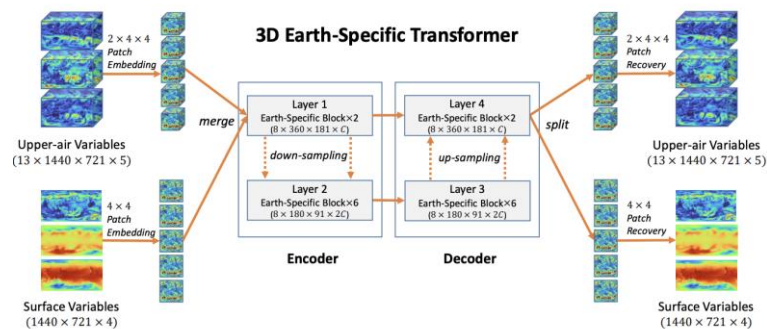 3D Earth-Specific Transformer
2 × 4 × 4
Patch
Embedding
Upper-air Variables
(13 × 1440 × 721 × 5)
4 × 4
Patch
Embedding
Surface Variables
(1440 × 721 × 4)
merge
Layer 1
Earth-Specific Block×2
(8 × 360 × 181 × C)
down-sampling
Layer 2
Earth-Specific Block×6
(8 × 180 × 91 × 2C)
Encoder
Layer 4
Earth-Specific Block×2
(8 × 360 × 181 × C)
up-sampling
Layer 3
Earth-Specific Block×6
(8 × 180 × 91 × 2C)
Decoder
split
2 × 4 × 4
Patch
Recovery
Upper-air Variables
(13 × 1440 × 721 × 5)
4 × 4
Patch
Recovery
Surface Variables
(1440 × 721 × 4)